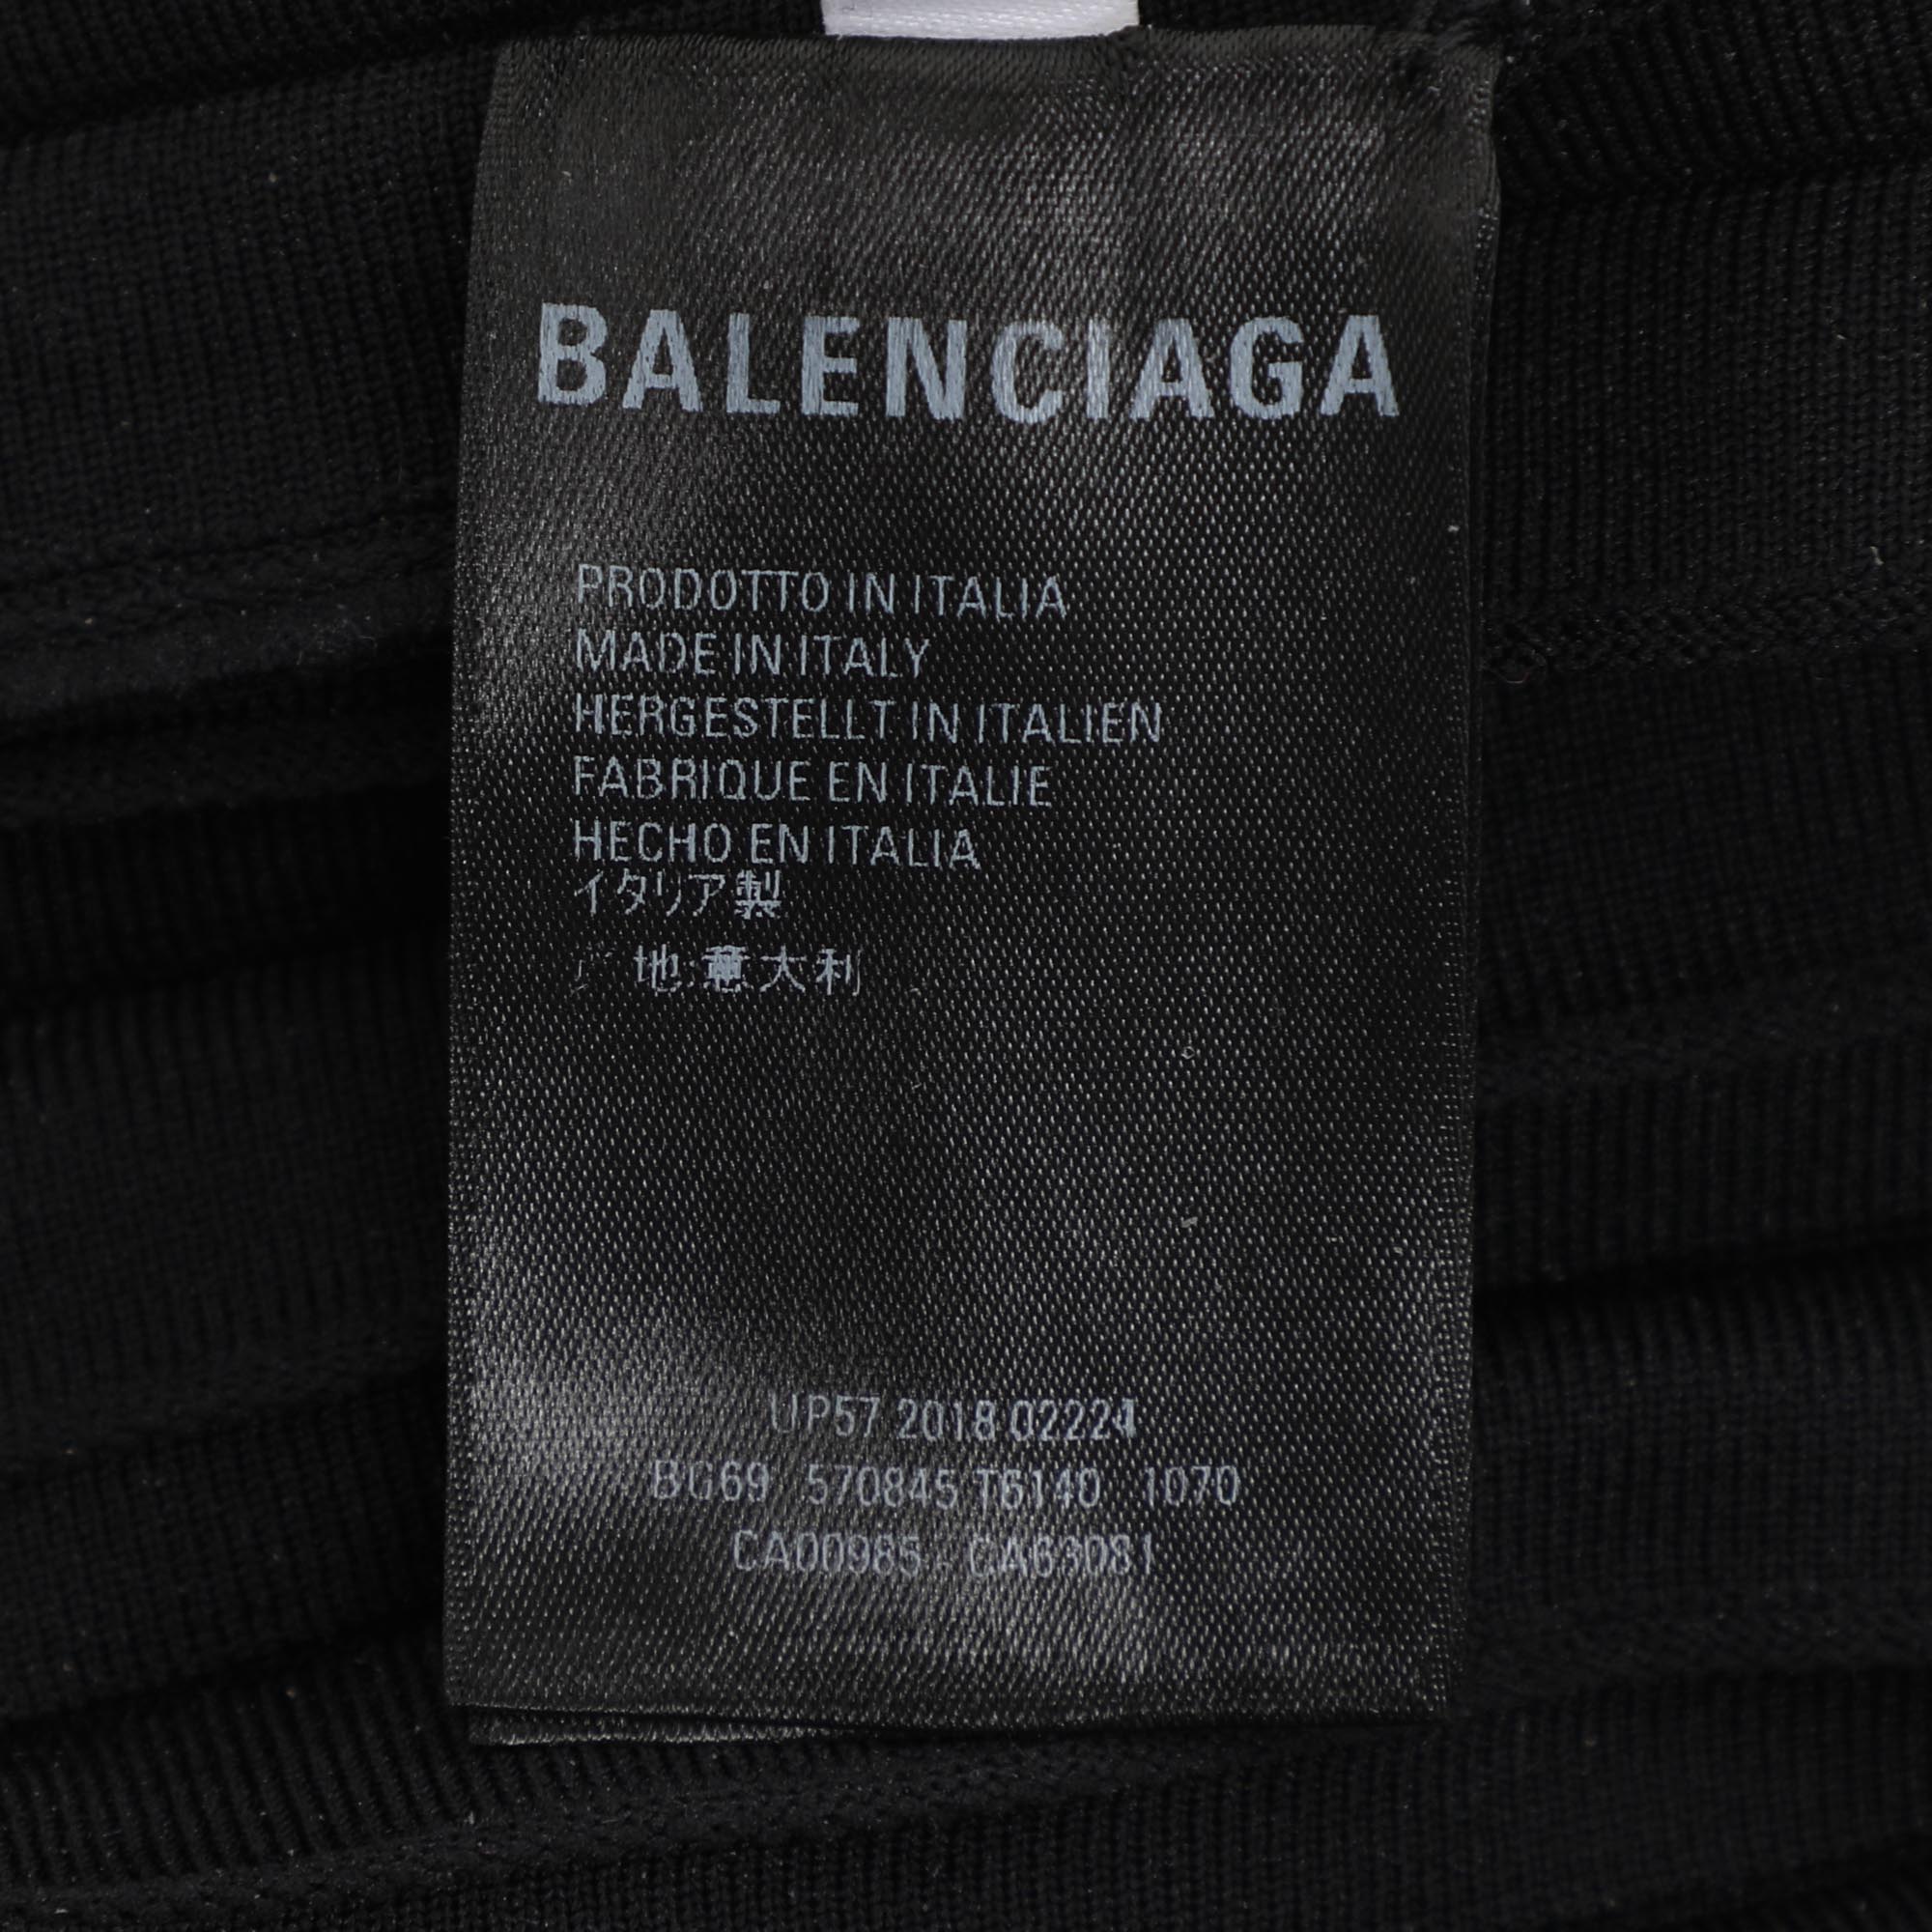 BALENCIAGA
PRODOTTO IN ITALIA
MADE IN ITALY
HERGESTELLT IN ITALIEN
FABRIQUE EN ITALIE
HECHO EN ITALIA
イタリア製
地:意大利
UP57 2018 02224
BG69 570845 T6140 1070
CA00985 - CA63081